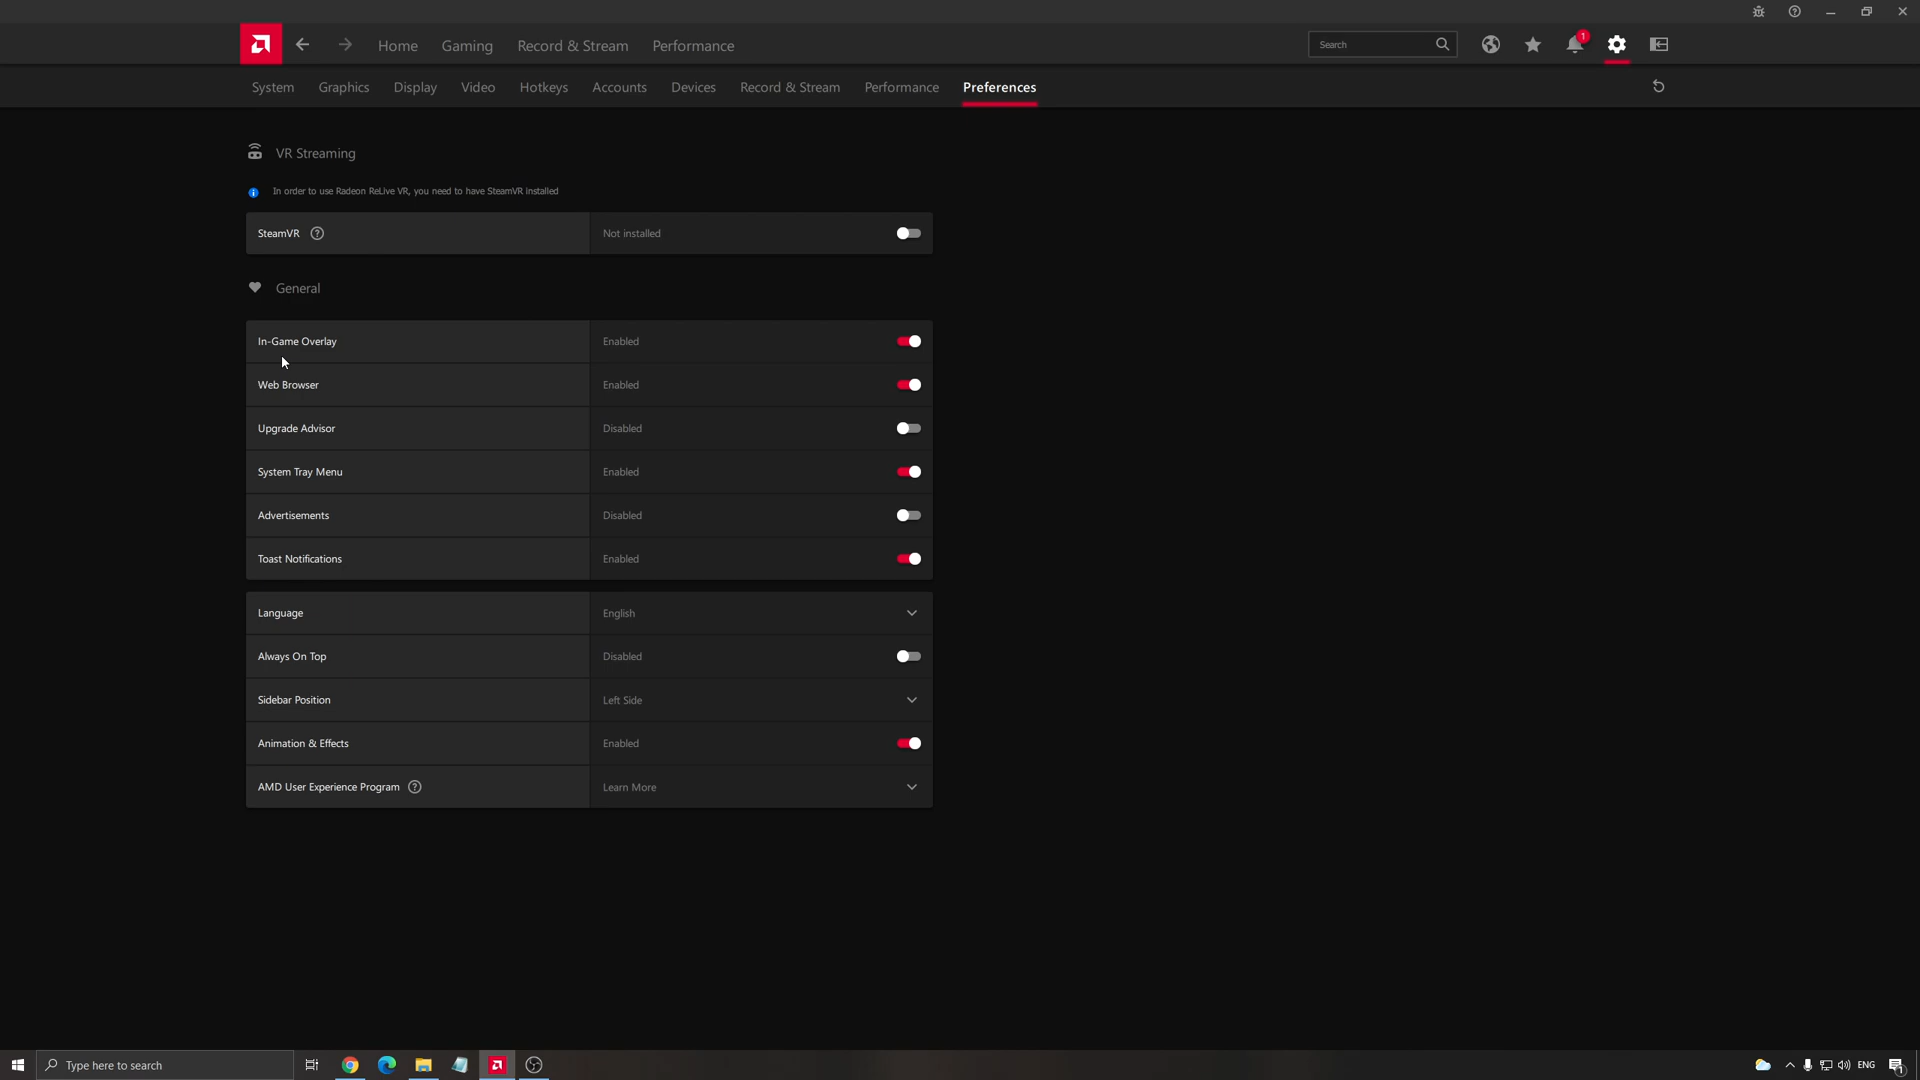 Home Gaming Record & Stream Performance
Search
1
System Graphics Display Video Hotkeys Accounts Devices Record & Stream Performance Preferences
VR Streaming
In order to use Radeon ReLive VR, you need to have SteamVR installed
SteamVR Not installed
General
In-Game Overlay Enabled
Web Browser Enabled
Upgrade Advisor Disabled
System Tray Menu Enabled
Advertisements Disabled
Toast Notifications Enabled
Language English
Always On Top Disabled
Sidebar Position Left Side
Animation & Effects Enabled
AMD User Experience Program Learn More
Type here to search
ENG
1